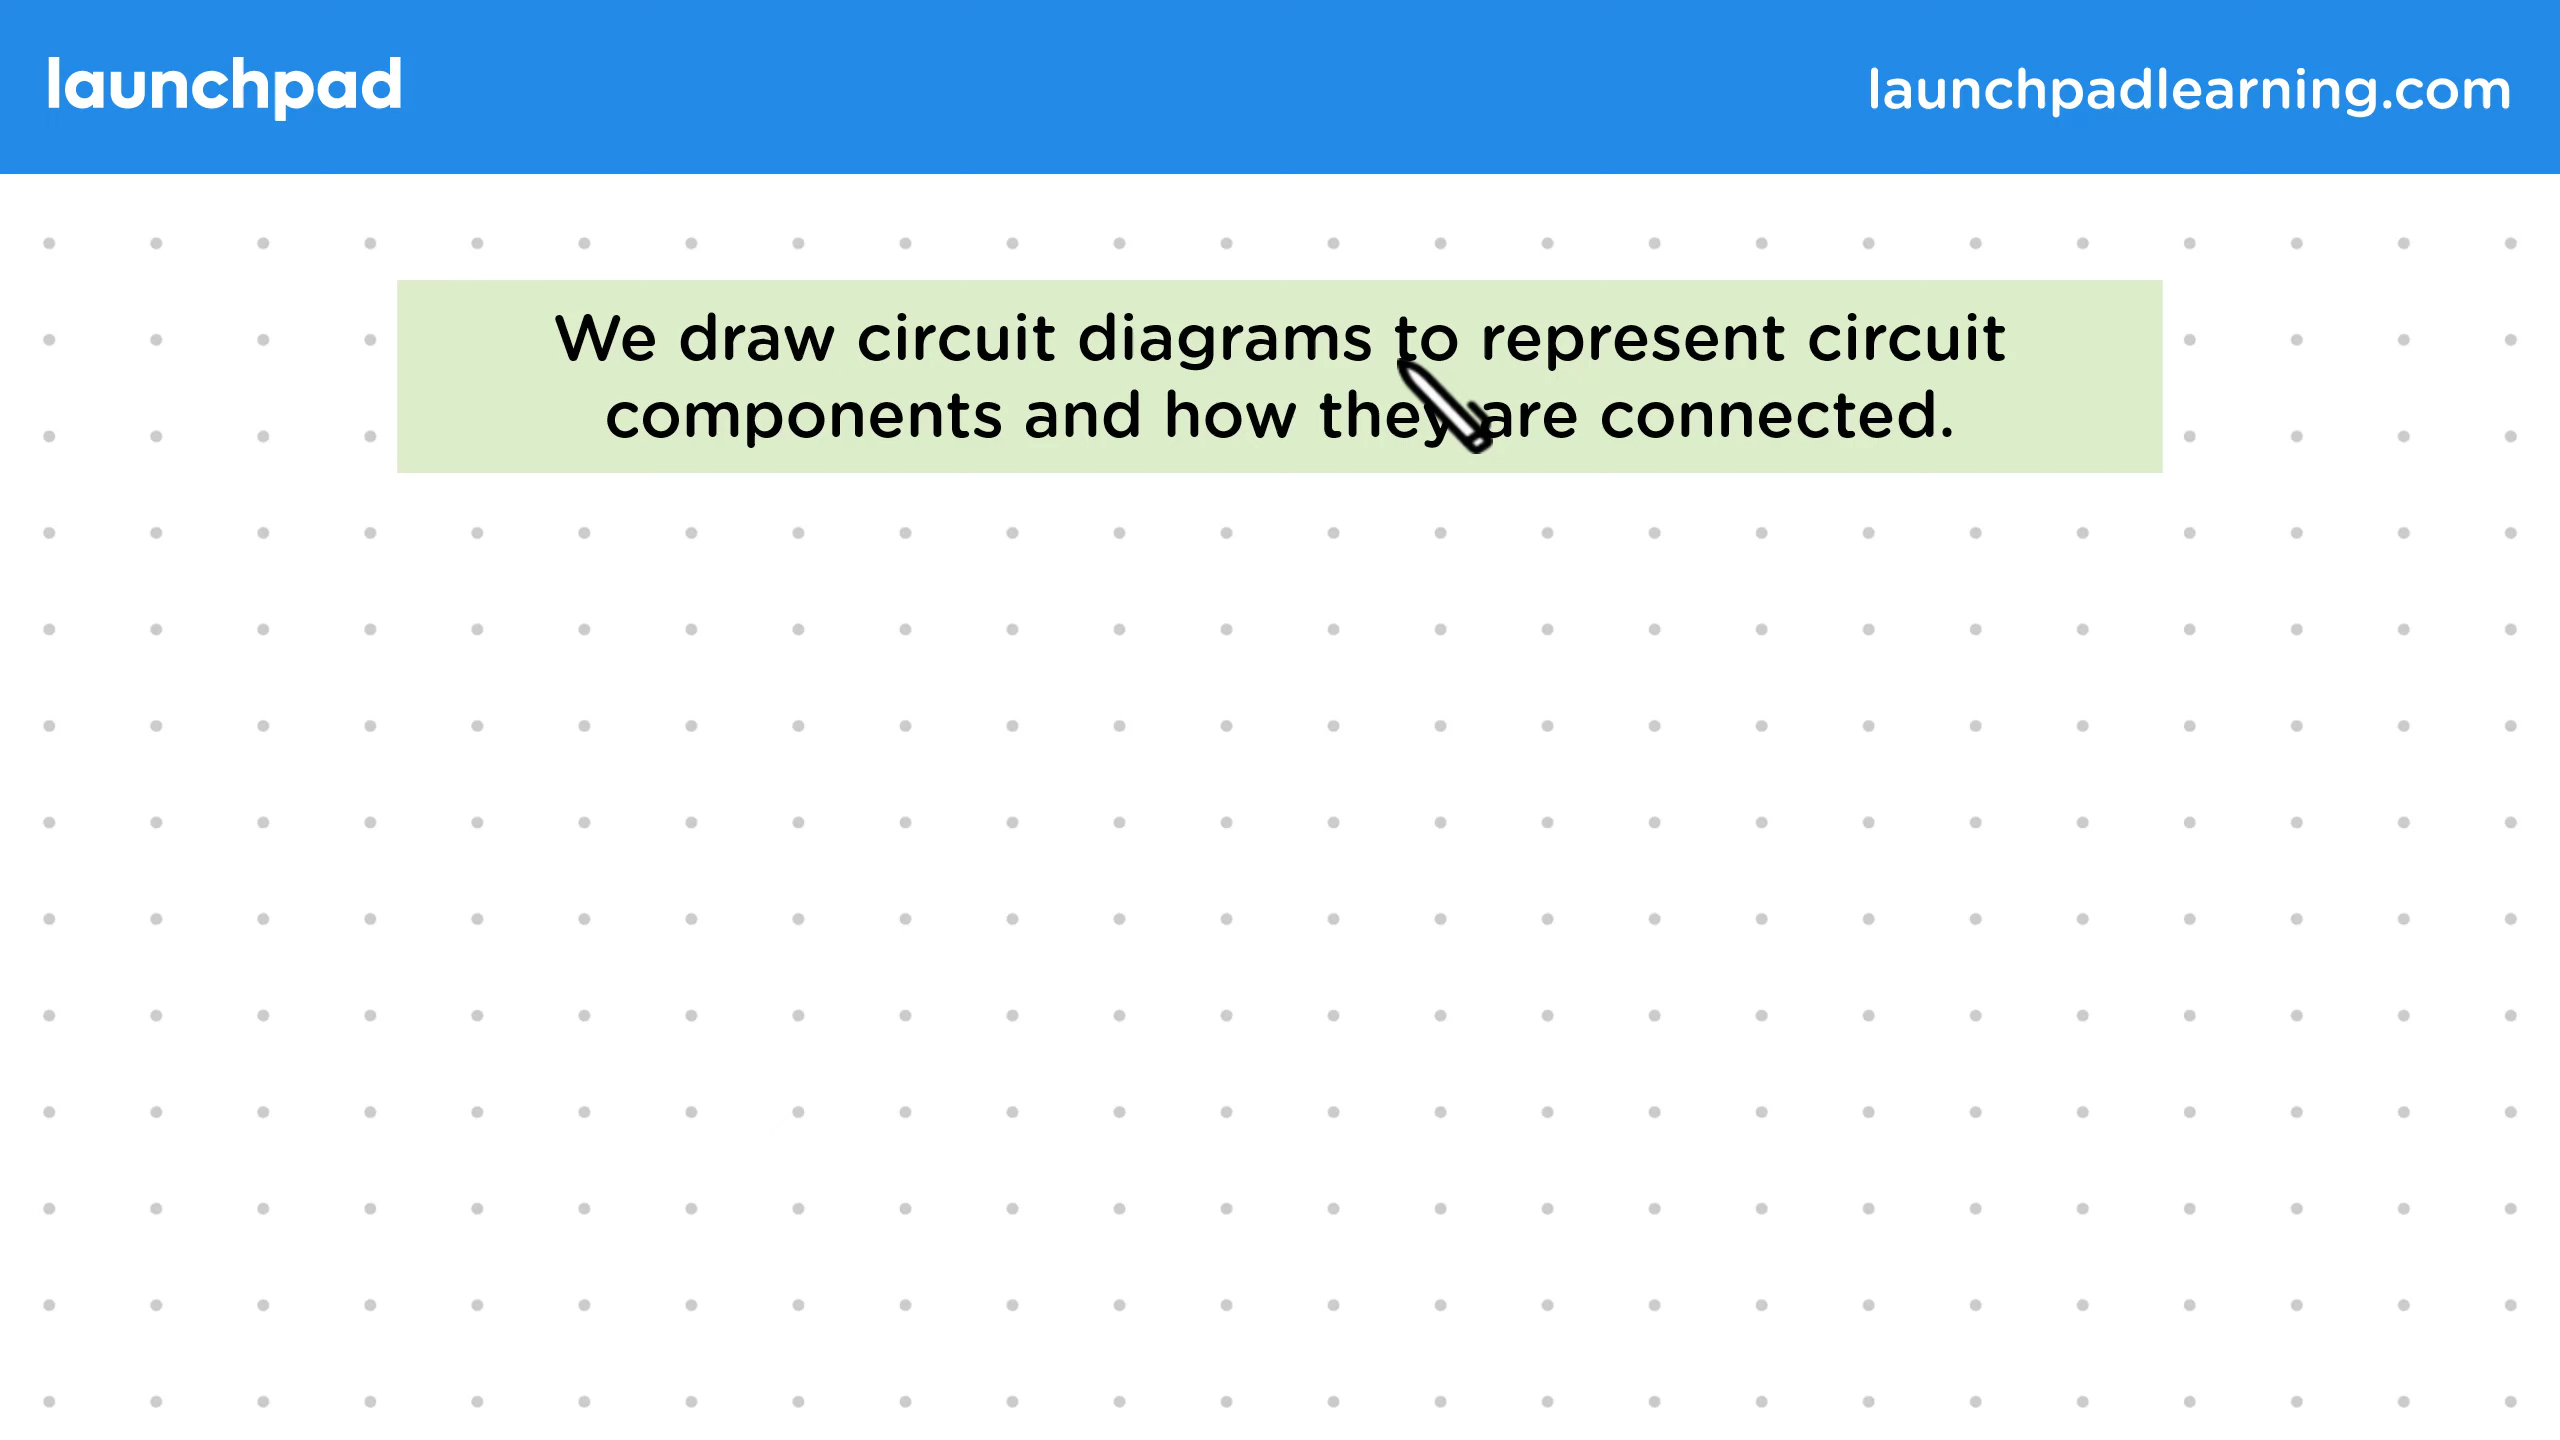 launchpad
launchpadlearning.com
We draw circuit diagrams to represent circuit
components and how they are connected.